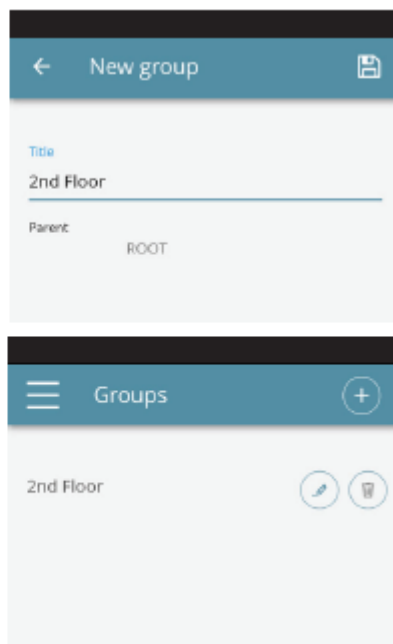 New group
Title
2nd Floor
Parent
ROOT
Groups
2nd Floor